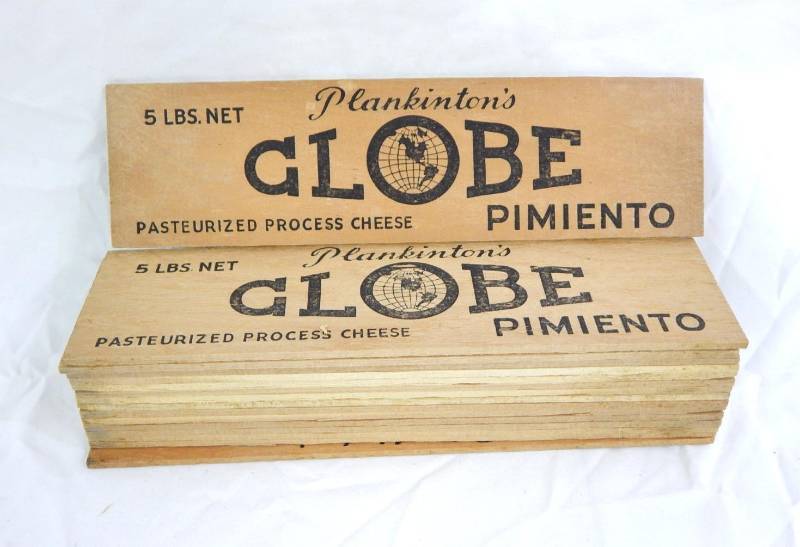 Plankinton's
5 LBS. NET
GLOBE
PASTEURIZED PROCESS CHEESE
PIMIENTO
Plankinton's
5 LBS. NET
GLOBE
PASTEURIZED PROCESS CHEESE
PIMIENTO